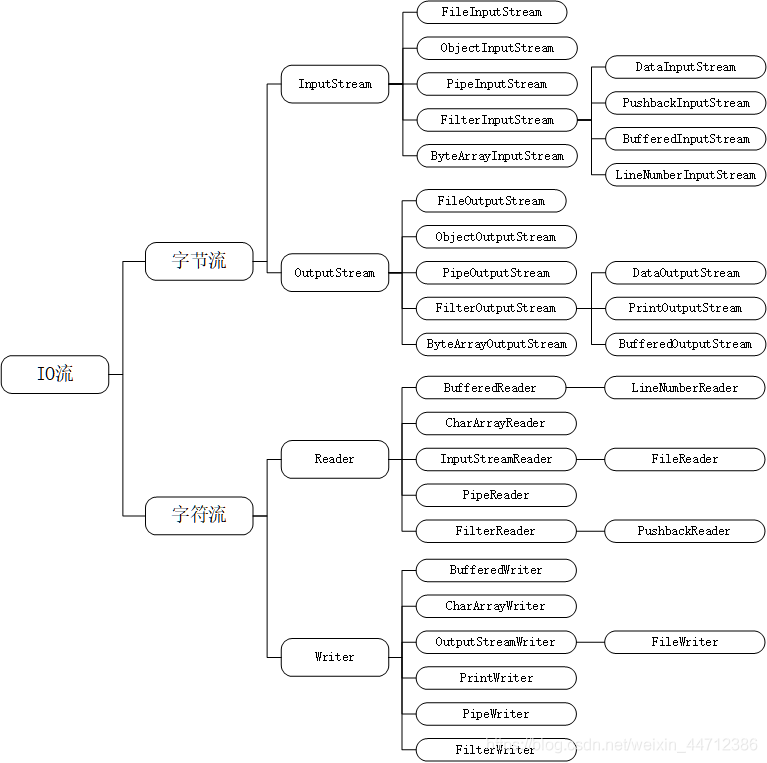 IO流
字节流
InputStream
FileInputStream
ObjectInputStream
PipeInputStream
FilterInputStream
DataInputStream
PushbackInputStream
BufferedInputStream
LineNumberInputStream
ByteArrayInputStream
OutputStream
FileOutputStream
ObjectOutputStream
PipeOutputStream
FilterOutputStream
DataOutputStream
PrintOutputStream
BufferedOutputStream
ByteArrayOutputStream
字符流
Reader
BufferedReader
LineNumberReader
CharArrayReader
InputStreamReader
FileReader
PipeReader
FilterReader
PushbackReader
Writer
BufferedWriter
CharArrayWriter
OutputStreamWriter
FileWriter
PrintWriter
PipeWriter
FilterWriter
https://blog.csdn.net/weixin_44712386